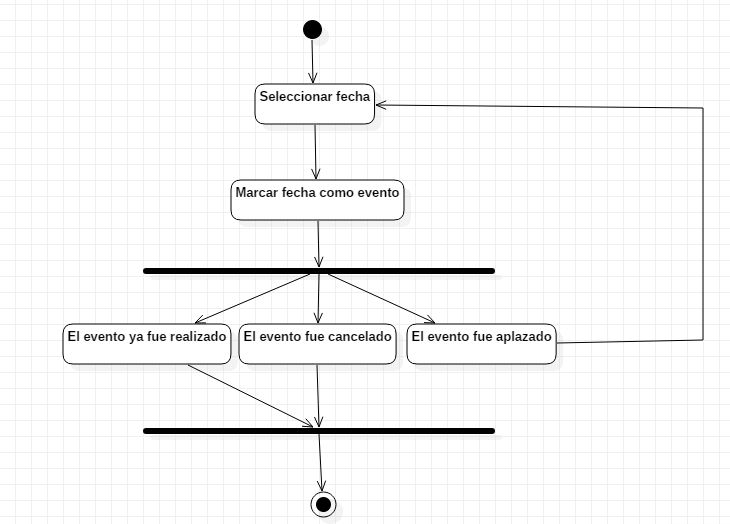 Seleccionar fecha
Marcar fecha como evento
El evento ya fue realizado
El evento fue cancelado
El evento fue aplazado